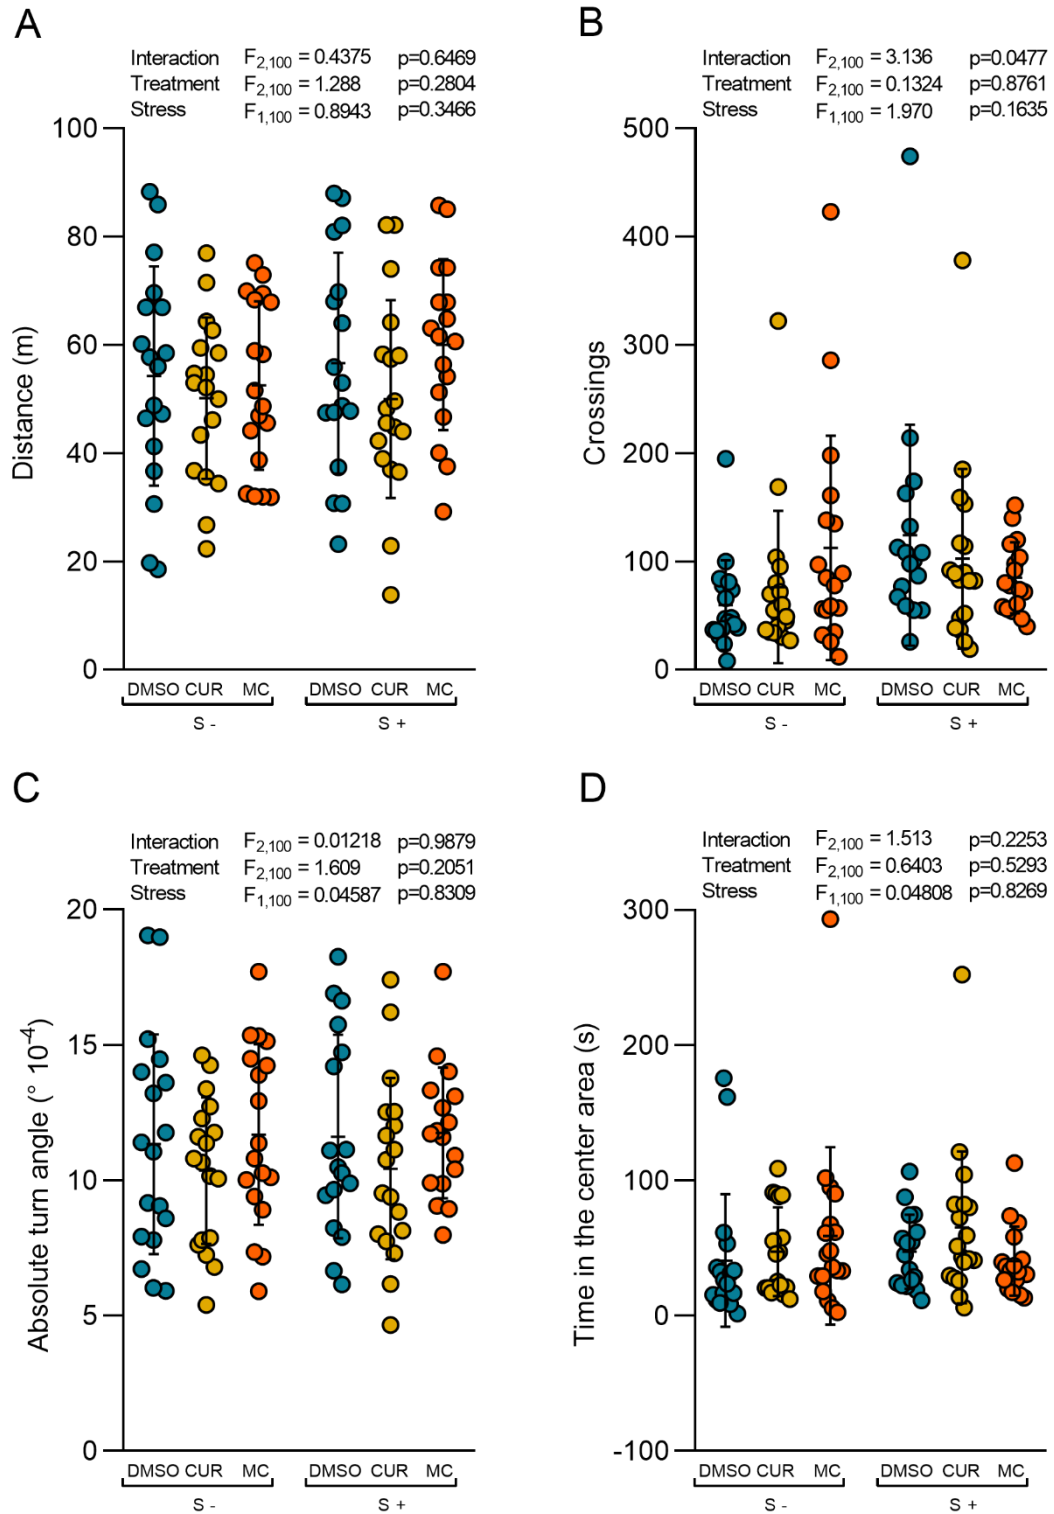 A
Interaction F2,100 = 0.4375 p=0.6469
Treatment F2,100 = 1.288 p=0.2804
Stress F1,100 = 0.8943 p=0.3466
100
80
60
40
20
0
Distance (m)
DMSO CUR MC DMSO CUR MC
S - S +
B
Interaction F2,100 = 3.136 p=0.0477
Treatment F2,100 = 0.1324 p=0.8761
Stress F1,100 = 1.970 p=0.1635
500
400
300
200
100
0
Crossings
DMSO CUR MC DMSO CUR MC
S - S +
C
Interaction F2,100 = 0.01218 p=0.9879
Treatment F2,100 = 1.609 p=0.2051
Stress F1,100 = 0.04587 p=0.8309
20
15
10
5
0
Absolute turn angle (° 10-4)
DMSO CUR MC DMSO CUR MC
S - S +
D
Interaction F2,100 = 1.513 p=0.2253
Treatment F2,100 = 0.6403 p=0.5293
Stress F1,100 = 0.04808 p=0.8269
300
200
100
0
-100
Time in the center area (s)
DMSO CUR MC DMSO CUR MC
S - S +